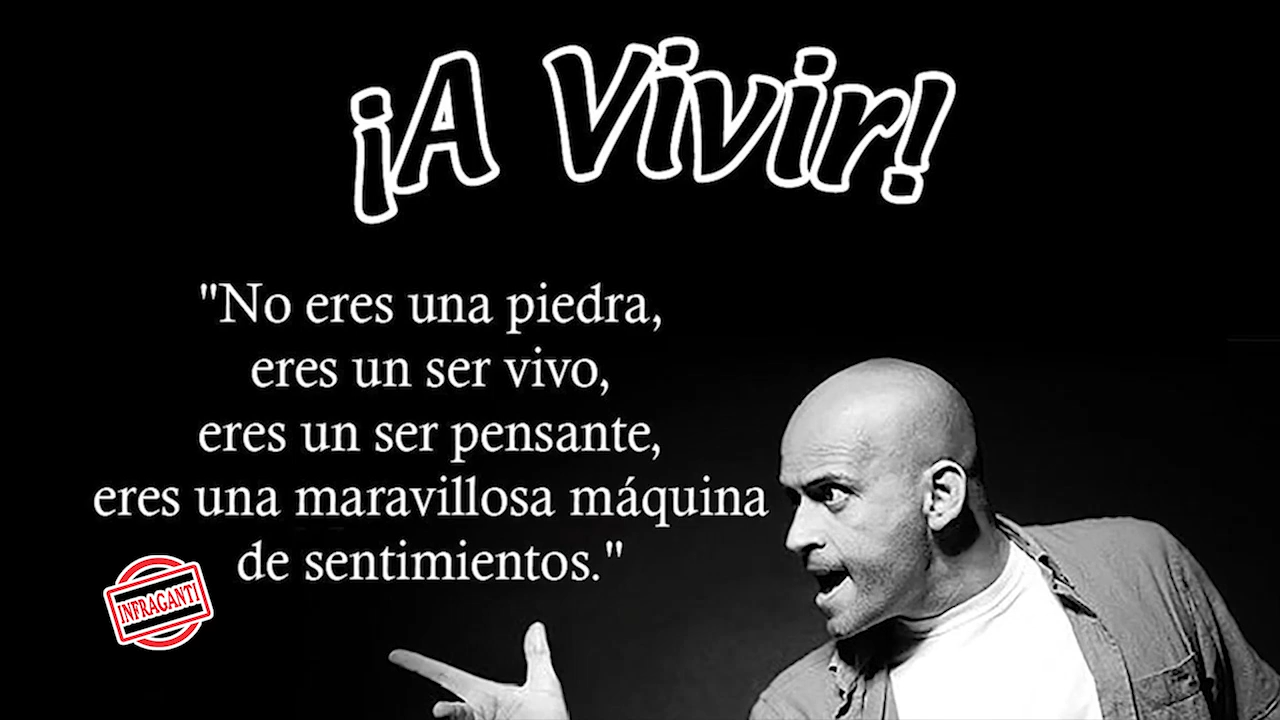 ¡A Vivir!
"No eres una piedra,
eres un ser vivo,
eres un ser pensante,
eres una maravillosa máquina
de sentimientos."
INFRAGANTI